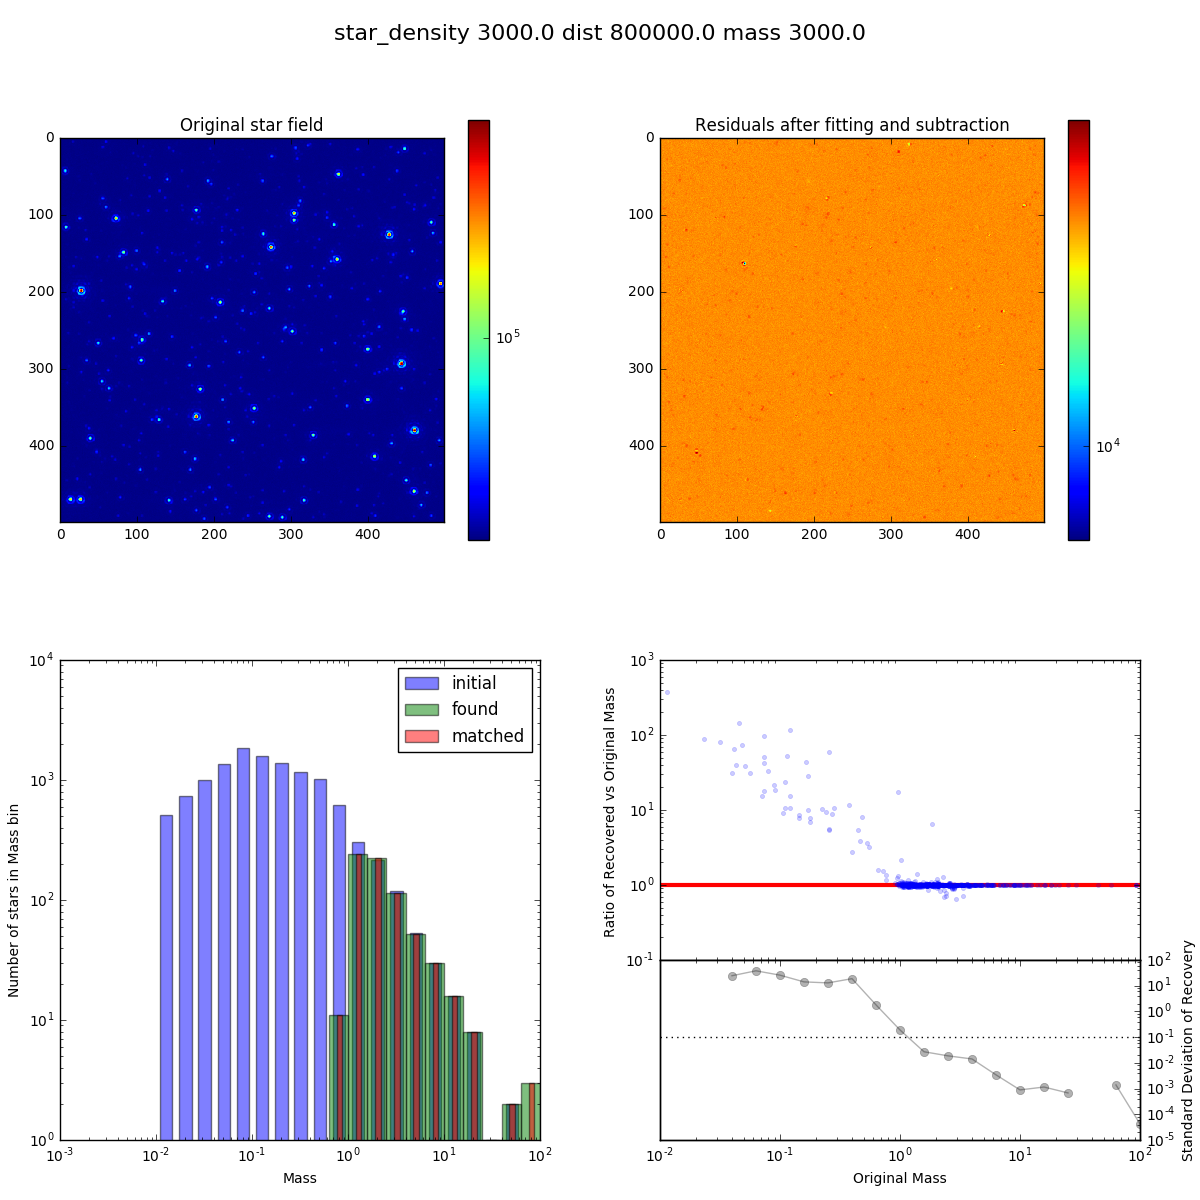 star_density 3000.0 dist 800000.0 mass 3000.0
Original star field
0
100
200
300
400
0 100 200 300 400
10^5
Residuals after fitting and subtraction
0
100
200
300
400
0 100 200 300 400
10^4
initial
found
matched
Number of stars in Mass bin
10^4
10^3
10^2
10^1
10^0
10^-3 10^-2 10^-1 10^0 10^1 10^2
Mass
Ratio of Recovered vs Original Mass
10^3
10^2
10^1
10^0
10^-1
10^2
10^1
10^0
10^-1
10^-2
10^-3
10^-4
10^-5
Standard Deviation of Recovery
10^-2 10^-1 10^0 10^1 10^2
Original Mass